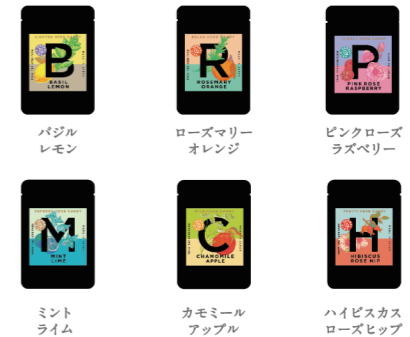 B
BASIL
LEMON
R
ROSEMARY
ORANGE
P
PINK ROSE
RASPBERRY
バジル
レモン
ローズマリー
オレンジ
ピンクローズ
ラズベリー
M
MINT
LIME
C
CHAMOMILE
APPLE
H
HIBISCUS
ROSE HIP
ミント
ライム
カモミール
アップル
ハイビスカス
ローズヒップ